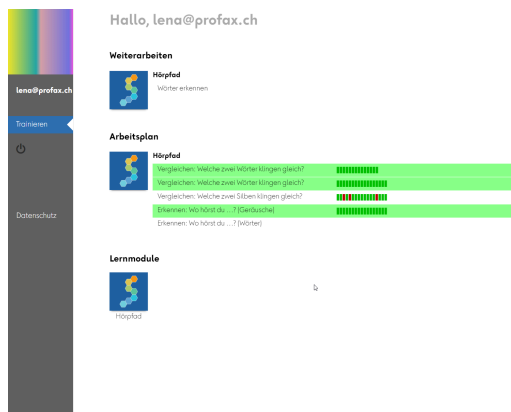 Hallo, lena@profax.ch
lena@profax.ch
Trainieren
Datenschutz
Weiterarbeiten
Hörpfad
Wörter erkennen
Arbeitsplan
Hörpfad
Vergleichen: Welche zwei Wörter klingen gleich?
Vergleichen: Welche zwei Wörter klingen gleich?
Vergleichen: Welche zwei Silben klingen gleich?
Erkennen: Wo hörst du ...? (Geräusche)
Erkennen: Wo hörst du ...? (Wörter)
Lernmodule
Hörpfad